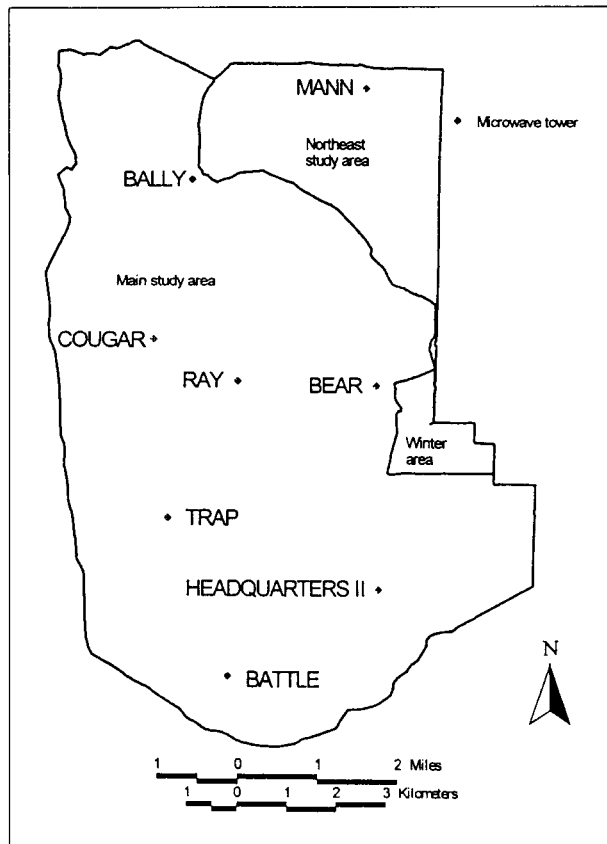 MANN
Microwave tower
Northeast
study area
BALLY
Main study area
COUGAR
RAY
BEAR
Winter
area
TRAP
HEADQUARTERS II
BATTLE
N
1 0 1 2 Miles
1 0 1 2 3 Kilometers